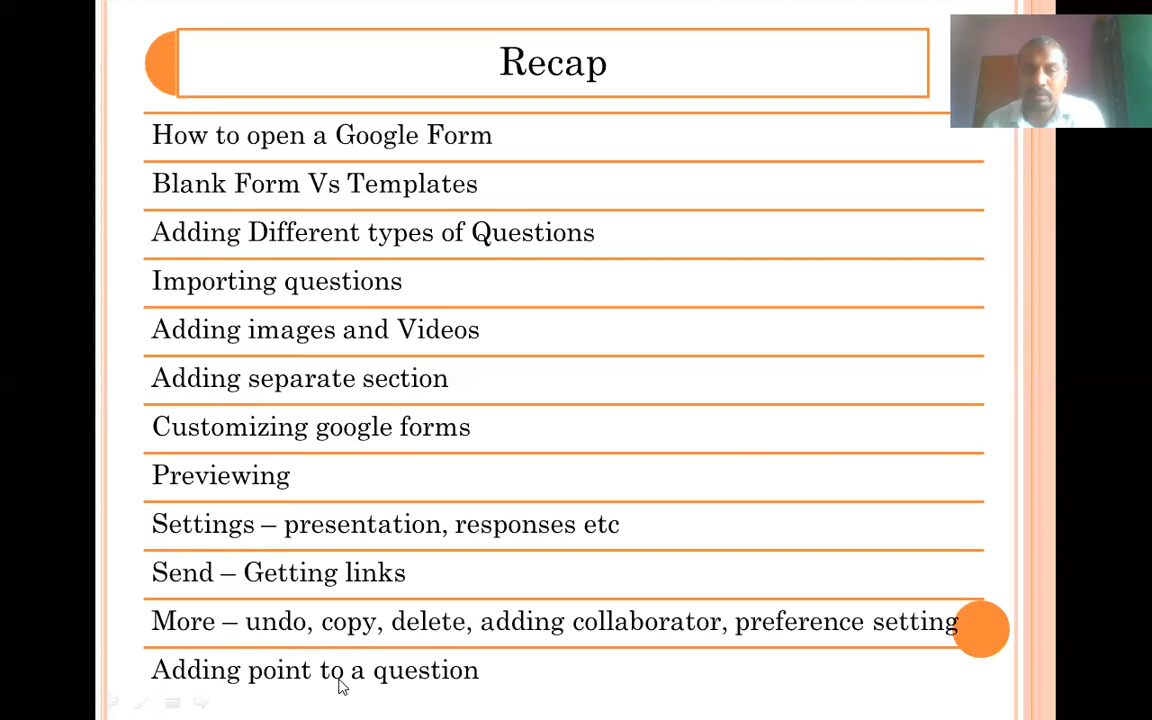 Recap
How to open a Google Form
Blank Form Vs Templates
Adding Different types of Questions
Importing questions
Adding images and Videos
Adding separate section
Customizing google forms
Previewing
Settings – presentation, responses etc
Send – Getting links
More – undo, copy, delete, adding collaborator, preference setting
Adding point to a question